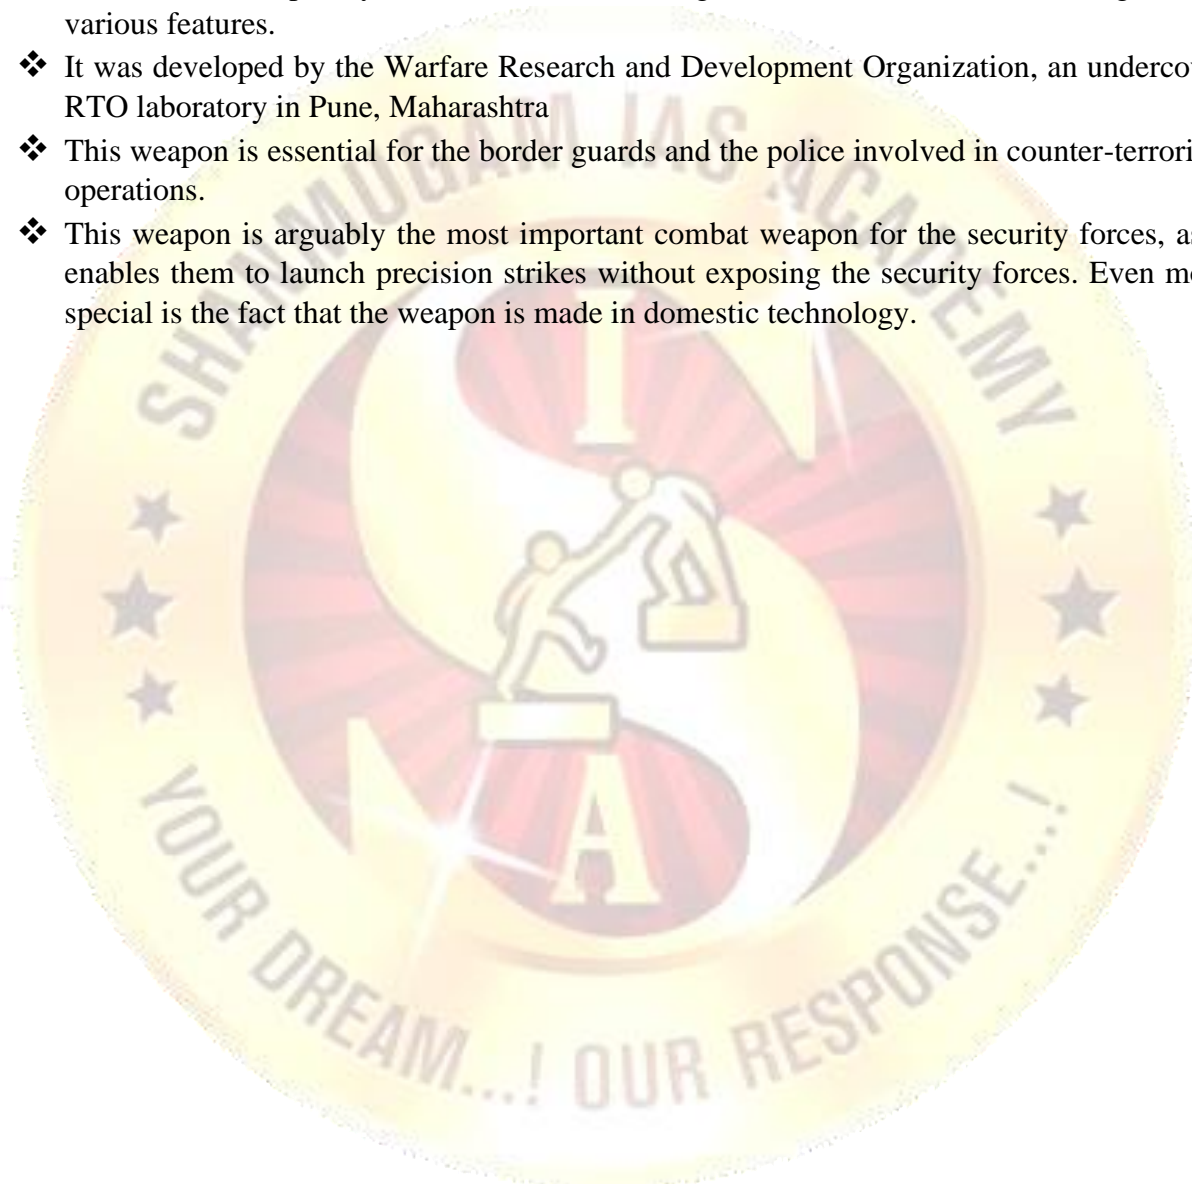 various features.
❖ It was developed by the Warfare Research and Development Organization, an
RTO laboratory in Pune, Maharashtra
❖ This weapon is essential for the border guards and the police involved in
operations.
❖ This weapon is arguably the most important combat weapon for the security forces,
enables them to launch precision strikes without exposing the security forces. Even
special is the fact that the weapon is made in domestic technology.
SHANMUGAM IAS ACADEMY
I
A
S
YOUR DREAM...! OUR RESPONSE...!